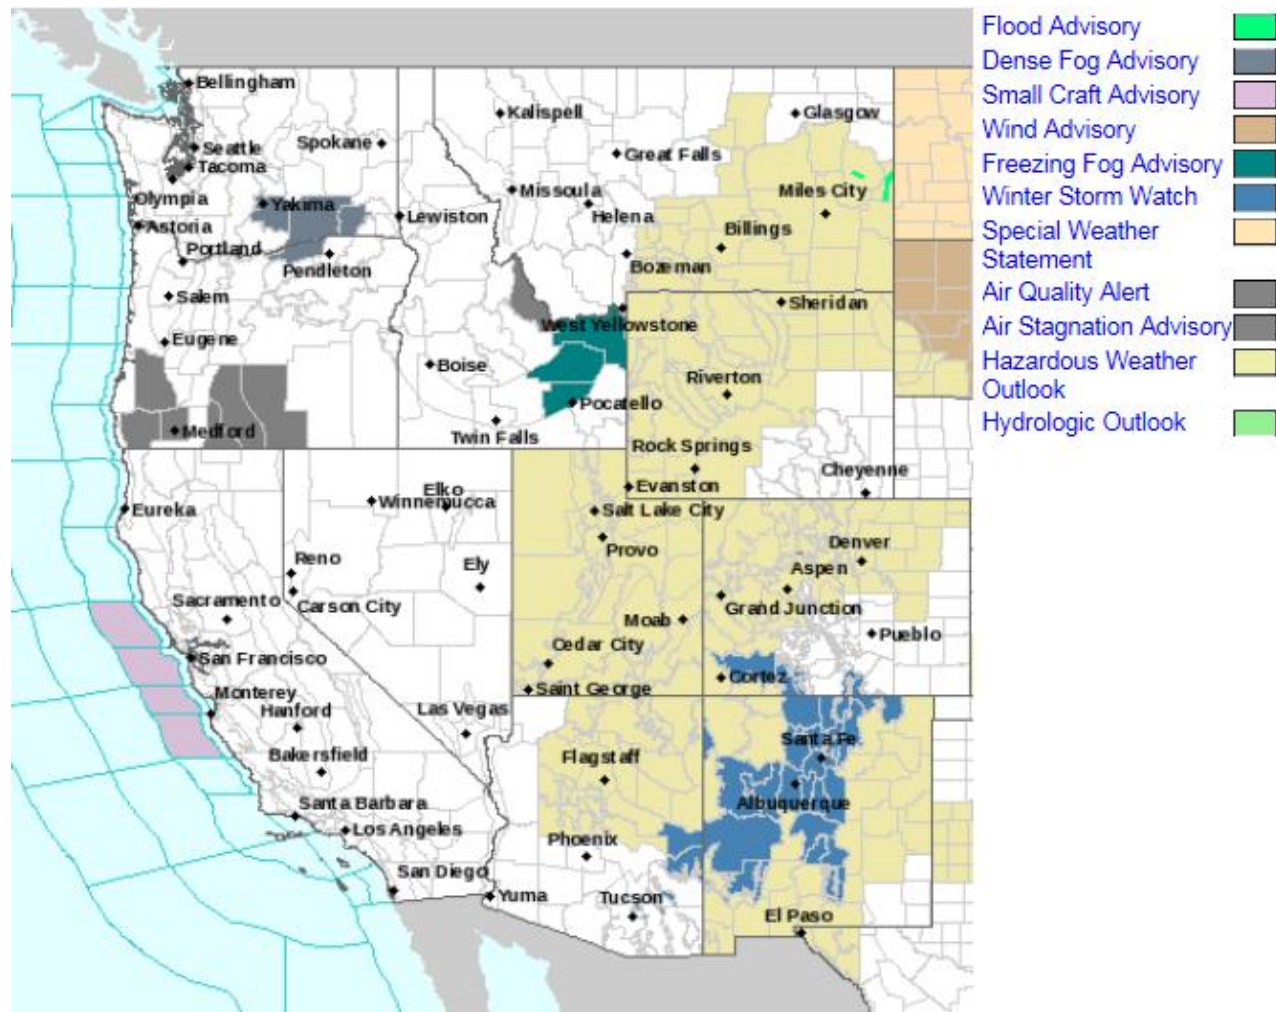 Flood Advisory
Dense Fog Advisory
Small Craft Advisory
Wind Advisory
Freezing Fog Advisory
Winter Storm Watch
Special Weather
Statement
Air Quality Alert
Air Stagnation Advisory
Hazardous Weather
Outlook
Hydrologic Outlook
Bellingham
Kalispell
Glasgow
Seattle
Spokane
Great Falls
Tacoma
Missoula
Miles City
Olympia
Yakima
Lewiston
Helena
Astoria
Billings
Portland
Pendleton
Bozeman
Salem
Sheridan
West Yellowstone
Eugene
Boise
Riverton
Pocatello
Medford
Twin Falls
Rock Springs
Cheyenne
Elko
Evanston
Winnemucca
Eureka
Salt Lake City
Denver
Provo
Reno
Ely
Aspen
Sacramento
Carson City
Grand Junction
Moab
Pueblo
Cedar City
San Francisco
Cortez
Saint George
Monterey
Hanford
Las Vegas
Santa Fe
Bakersfield
Flagstaff
Santa Barbara
Albuquerque
Los Angeles
Phoenix
San Diego
Yuma
Tucson
El Paso